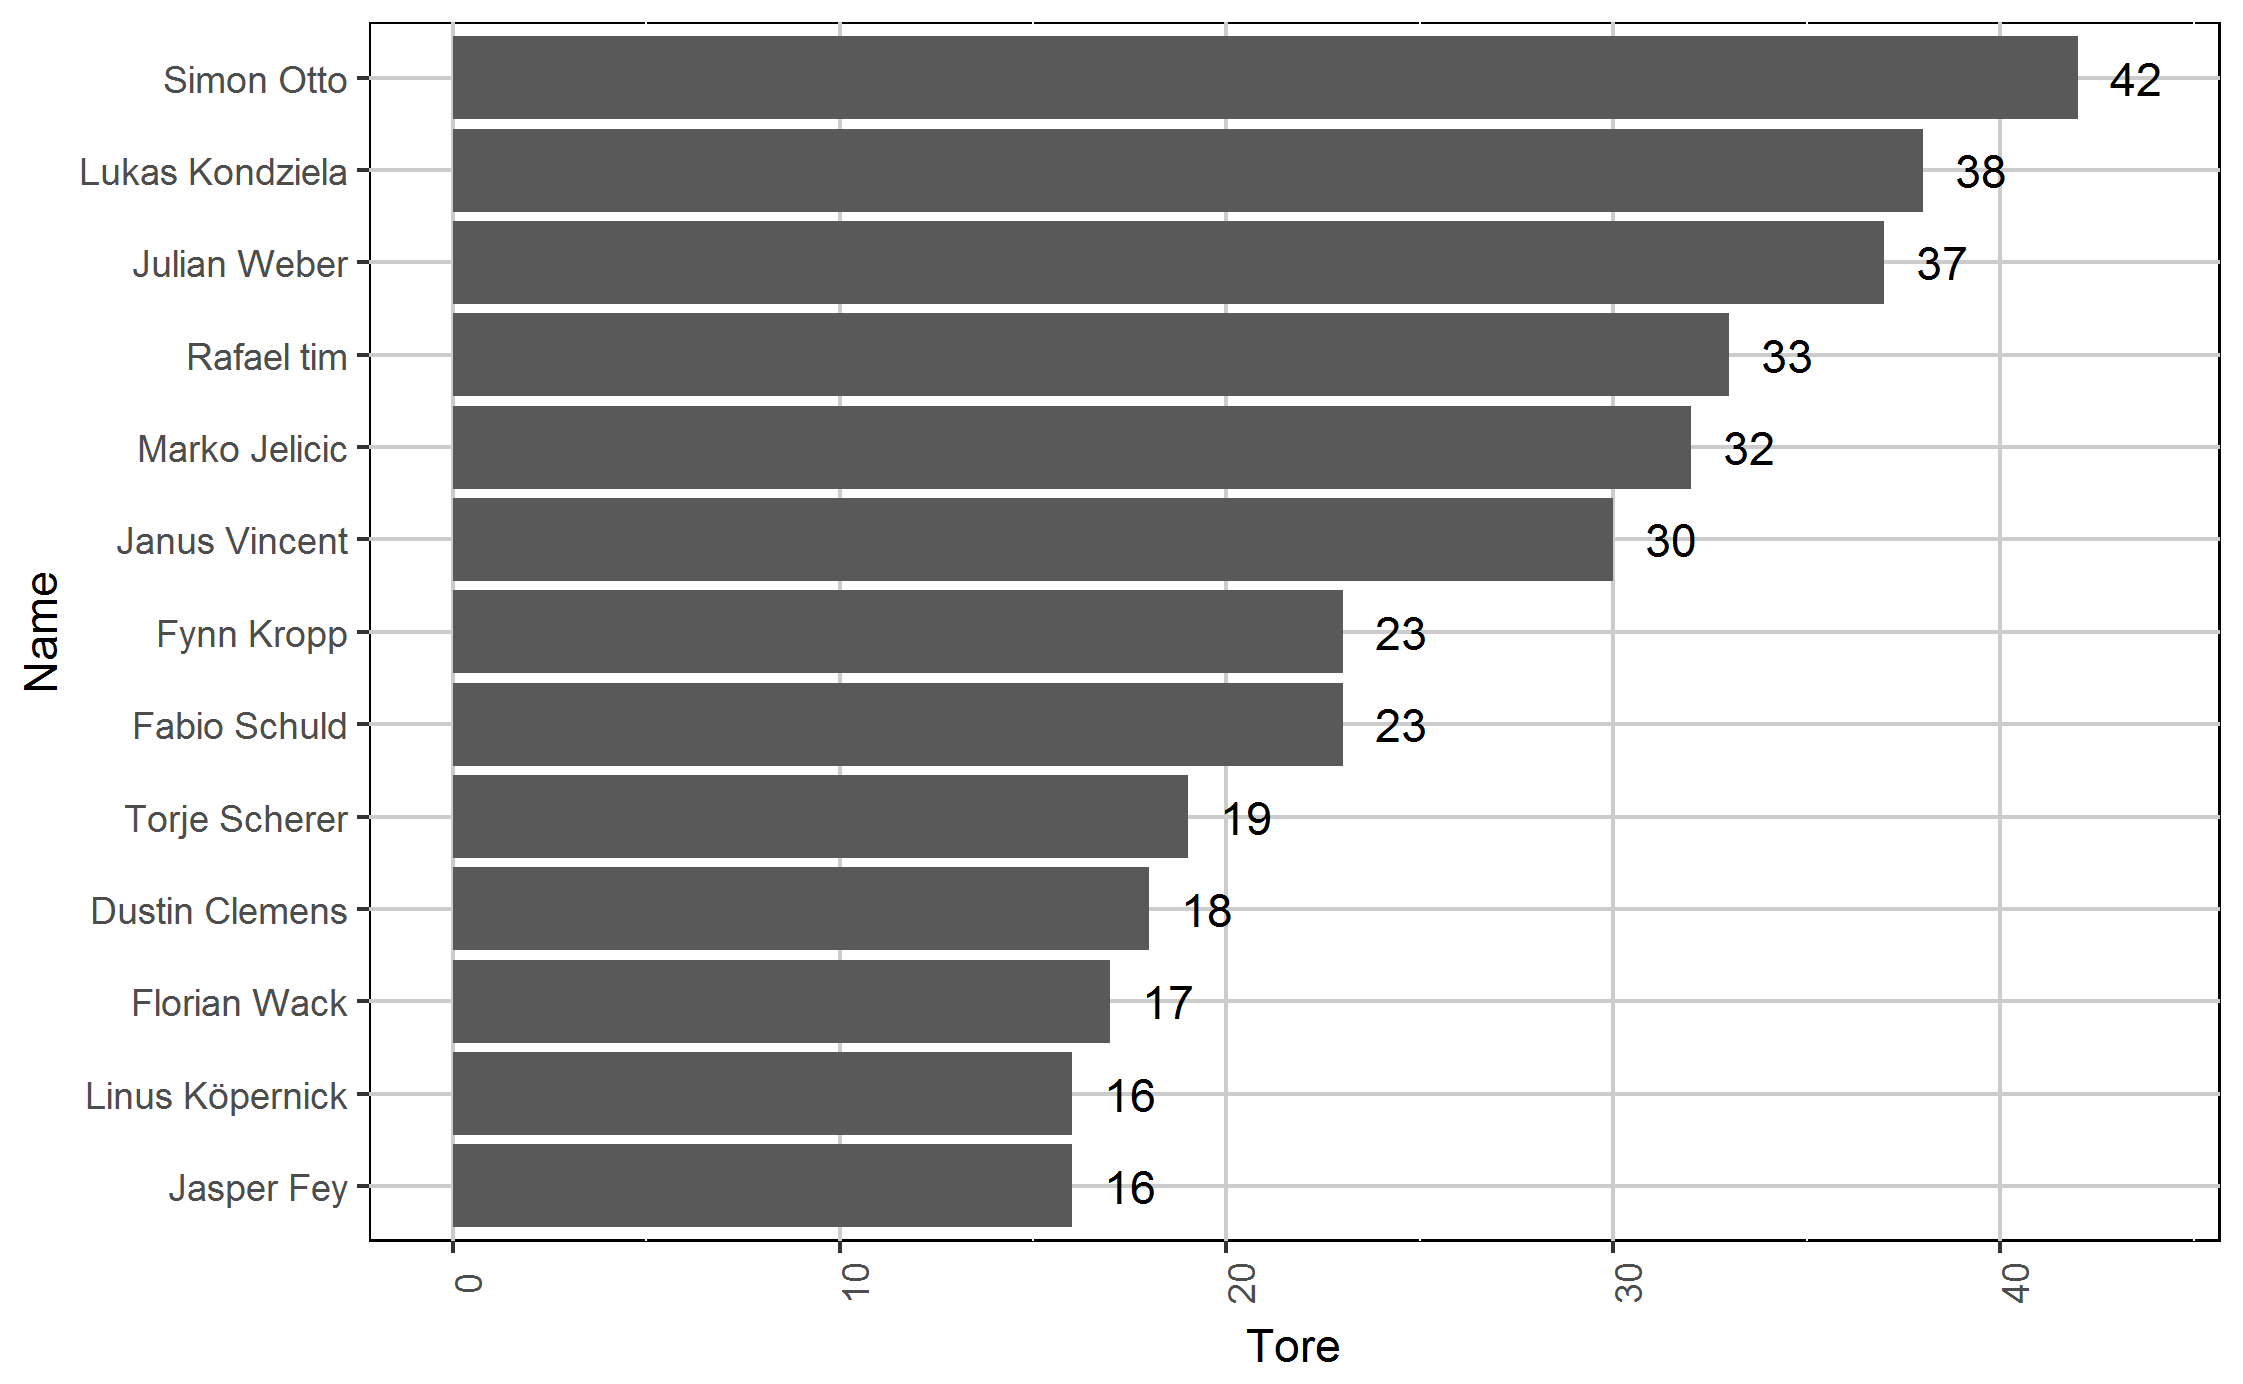 Simon Otto 42
Lukas Kondziela 38
Julian Weber 37
Rafael tim 33
Marko Jelicic 32
Janus Vincent 30
Fynn Kropp 23
Fabio Schuld 23
Torje Scherer 19
Dustin Clemens 18
Florian Wack 17
Linus Köpernick 16
Jasper Fey 16
Name
0 10 20 30 40
Tore